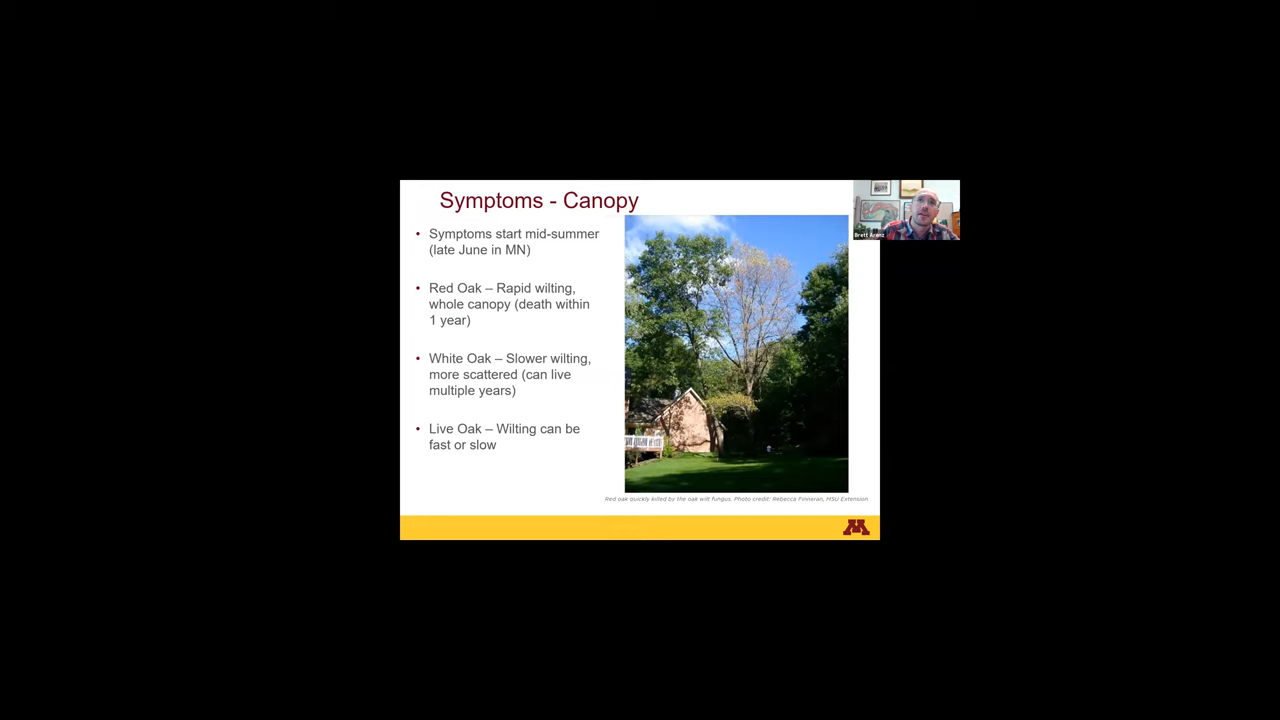 Symptoms - Canopy
• Symptoms start mid-summer
(late June in MN)
• Red Oak – Rapid wilting,
whole canopy (death within
1 year)
• White Oak – Slower wilting,
more scattered (can live
multiple years)
• Live Oak – Wilting can be
fast or slow
Red oak quickly killed by the oak wilt fungus. Photo credit: Rebecca Finneran, MSU Extension
M
Brett Arenz